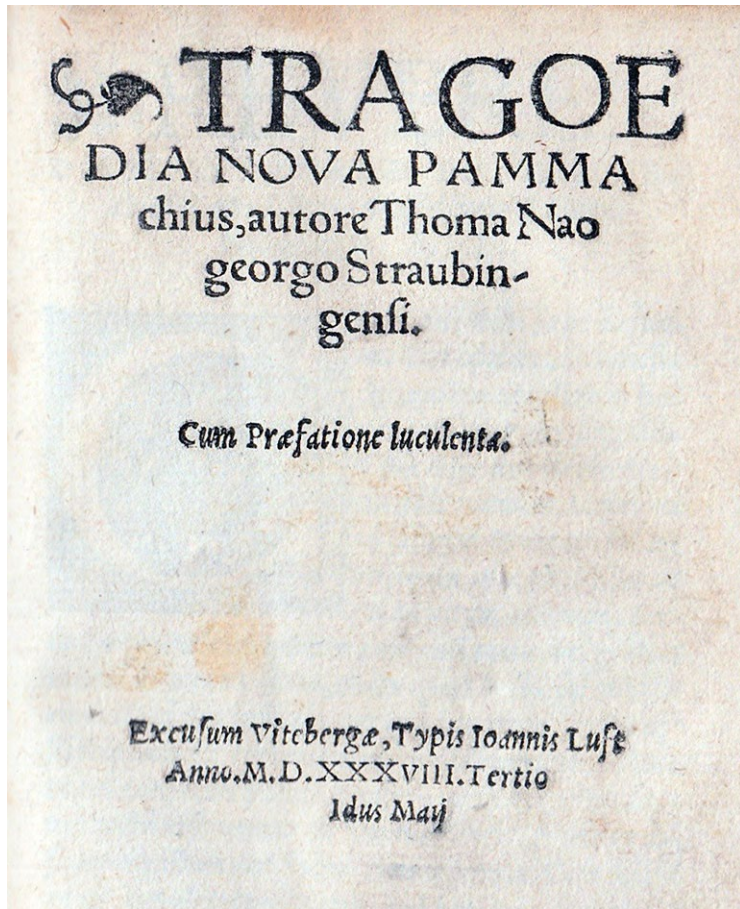 TRAGOE
DIA NOVA PAMMA
chius,autore Thoma Nao
georgo Straubin-
genſi.
Cum Præfatione luculenta.
Excuſum Vitebergæ,Typis Ioannis Luft
Anno.M.D.XXXVIII.Tertio
Idus Maij